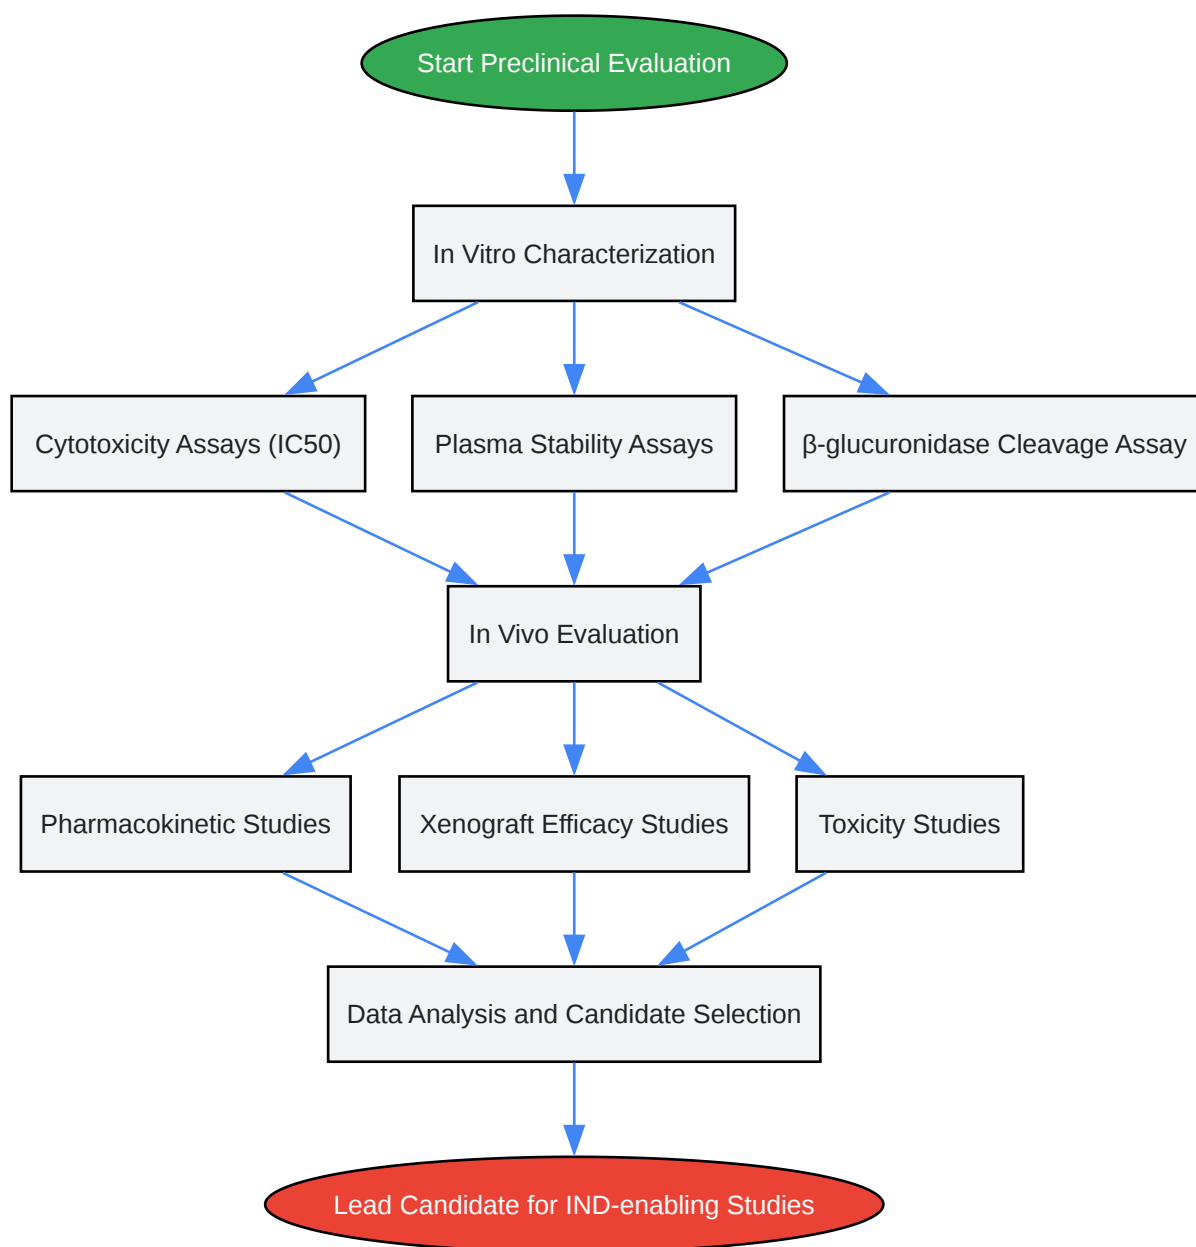 Start Preclinical Evaluation
In Vitro Characterization
Cytotoxicity Assays (IC50)
Plasma Stability Assays
β-glucuronidase Cleavage Assay
In Vivo Evaluation
Pharmacokinetic Studies
Xenograft Efficacy Studies
Toxicity Studies
Data Analysis and Candidate Selection
Lead Candidate for IND-enabling Studies